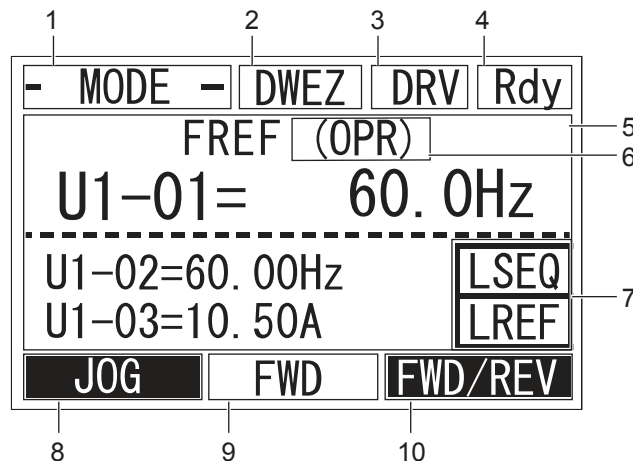 1 2 3 4
- MODE - DWEZ DRV Rdy
5
FREF (OPR)
6
U1-01= 60.0Hz
U1-02=60.00Hz LSEQ
7
U1-03=10.50A LREF
JOG FWD FWD/REV
8 9 10